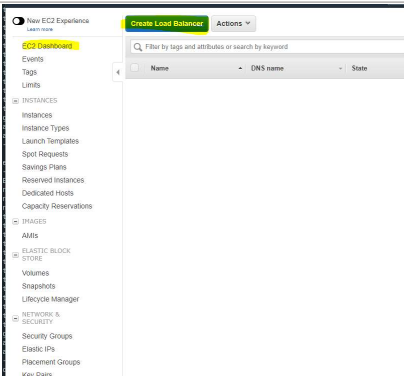 New EC2 Experience
Learn more
EC2 Dashboard
Events
Tags
Limits
INSTANCES
Instances
Instance Types
Launch Templates
Spot Requests
Savings Plans
Reserved Instances
Dedicated Hosts
Capacity Reservations
IMAGES
AMIs
ELASTIC BLOCK
STORE
Volumes
Snapshots
Lifecycle Manager
NETWORK &
SECURITY
Security Groups
Elastic IPs
Placement Groups
Key Pairs
Create Load Balancer Actions
Filter by tags and attributes or search by keyword
Name DNS name State